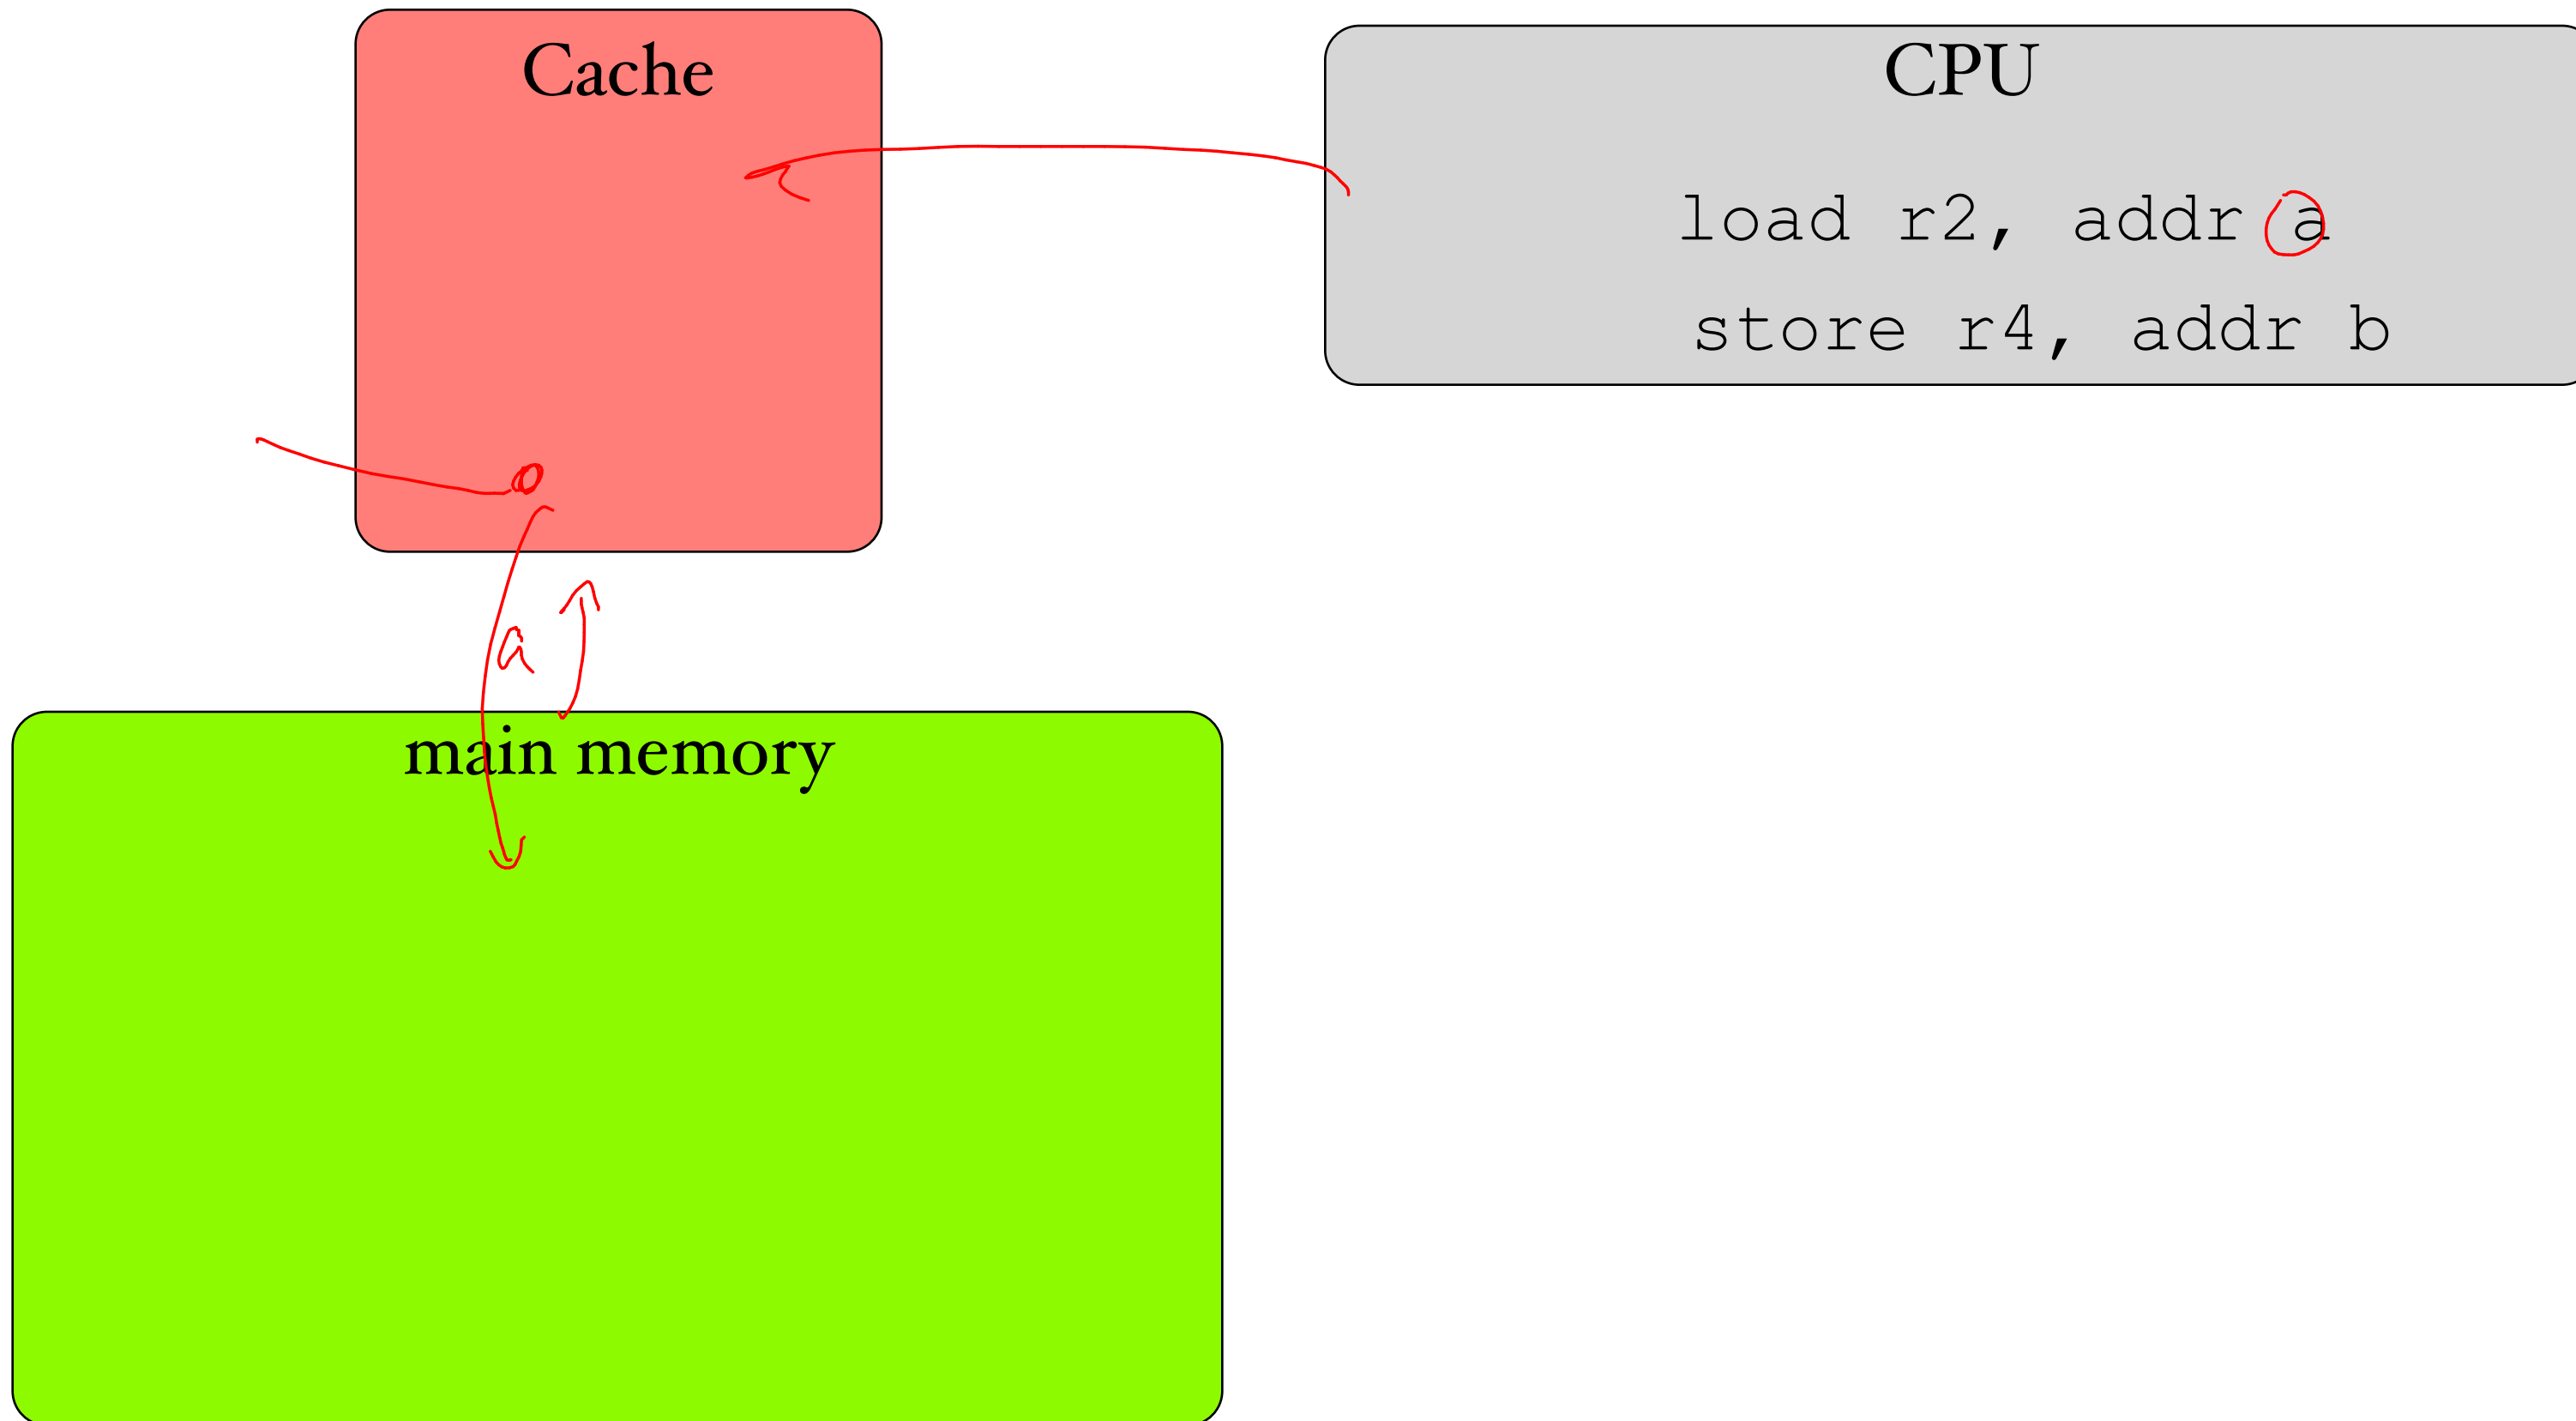 Cache
CPU
load r2, addr a
store r4, addr b
a
main memory